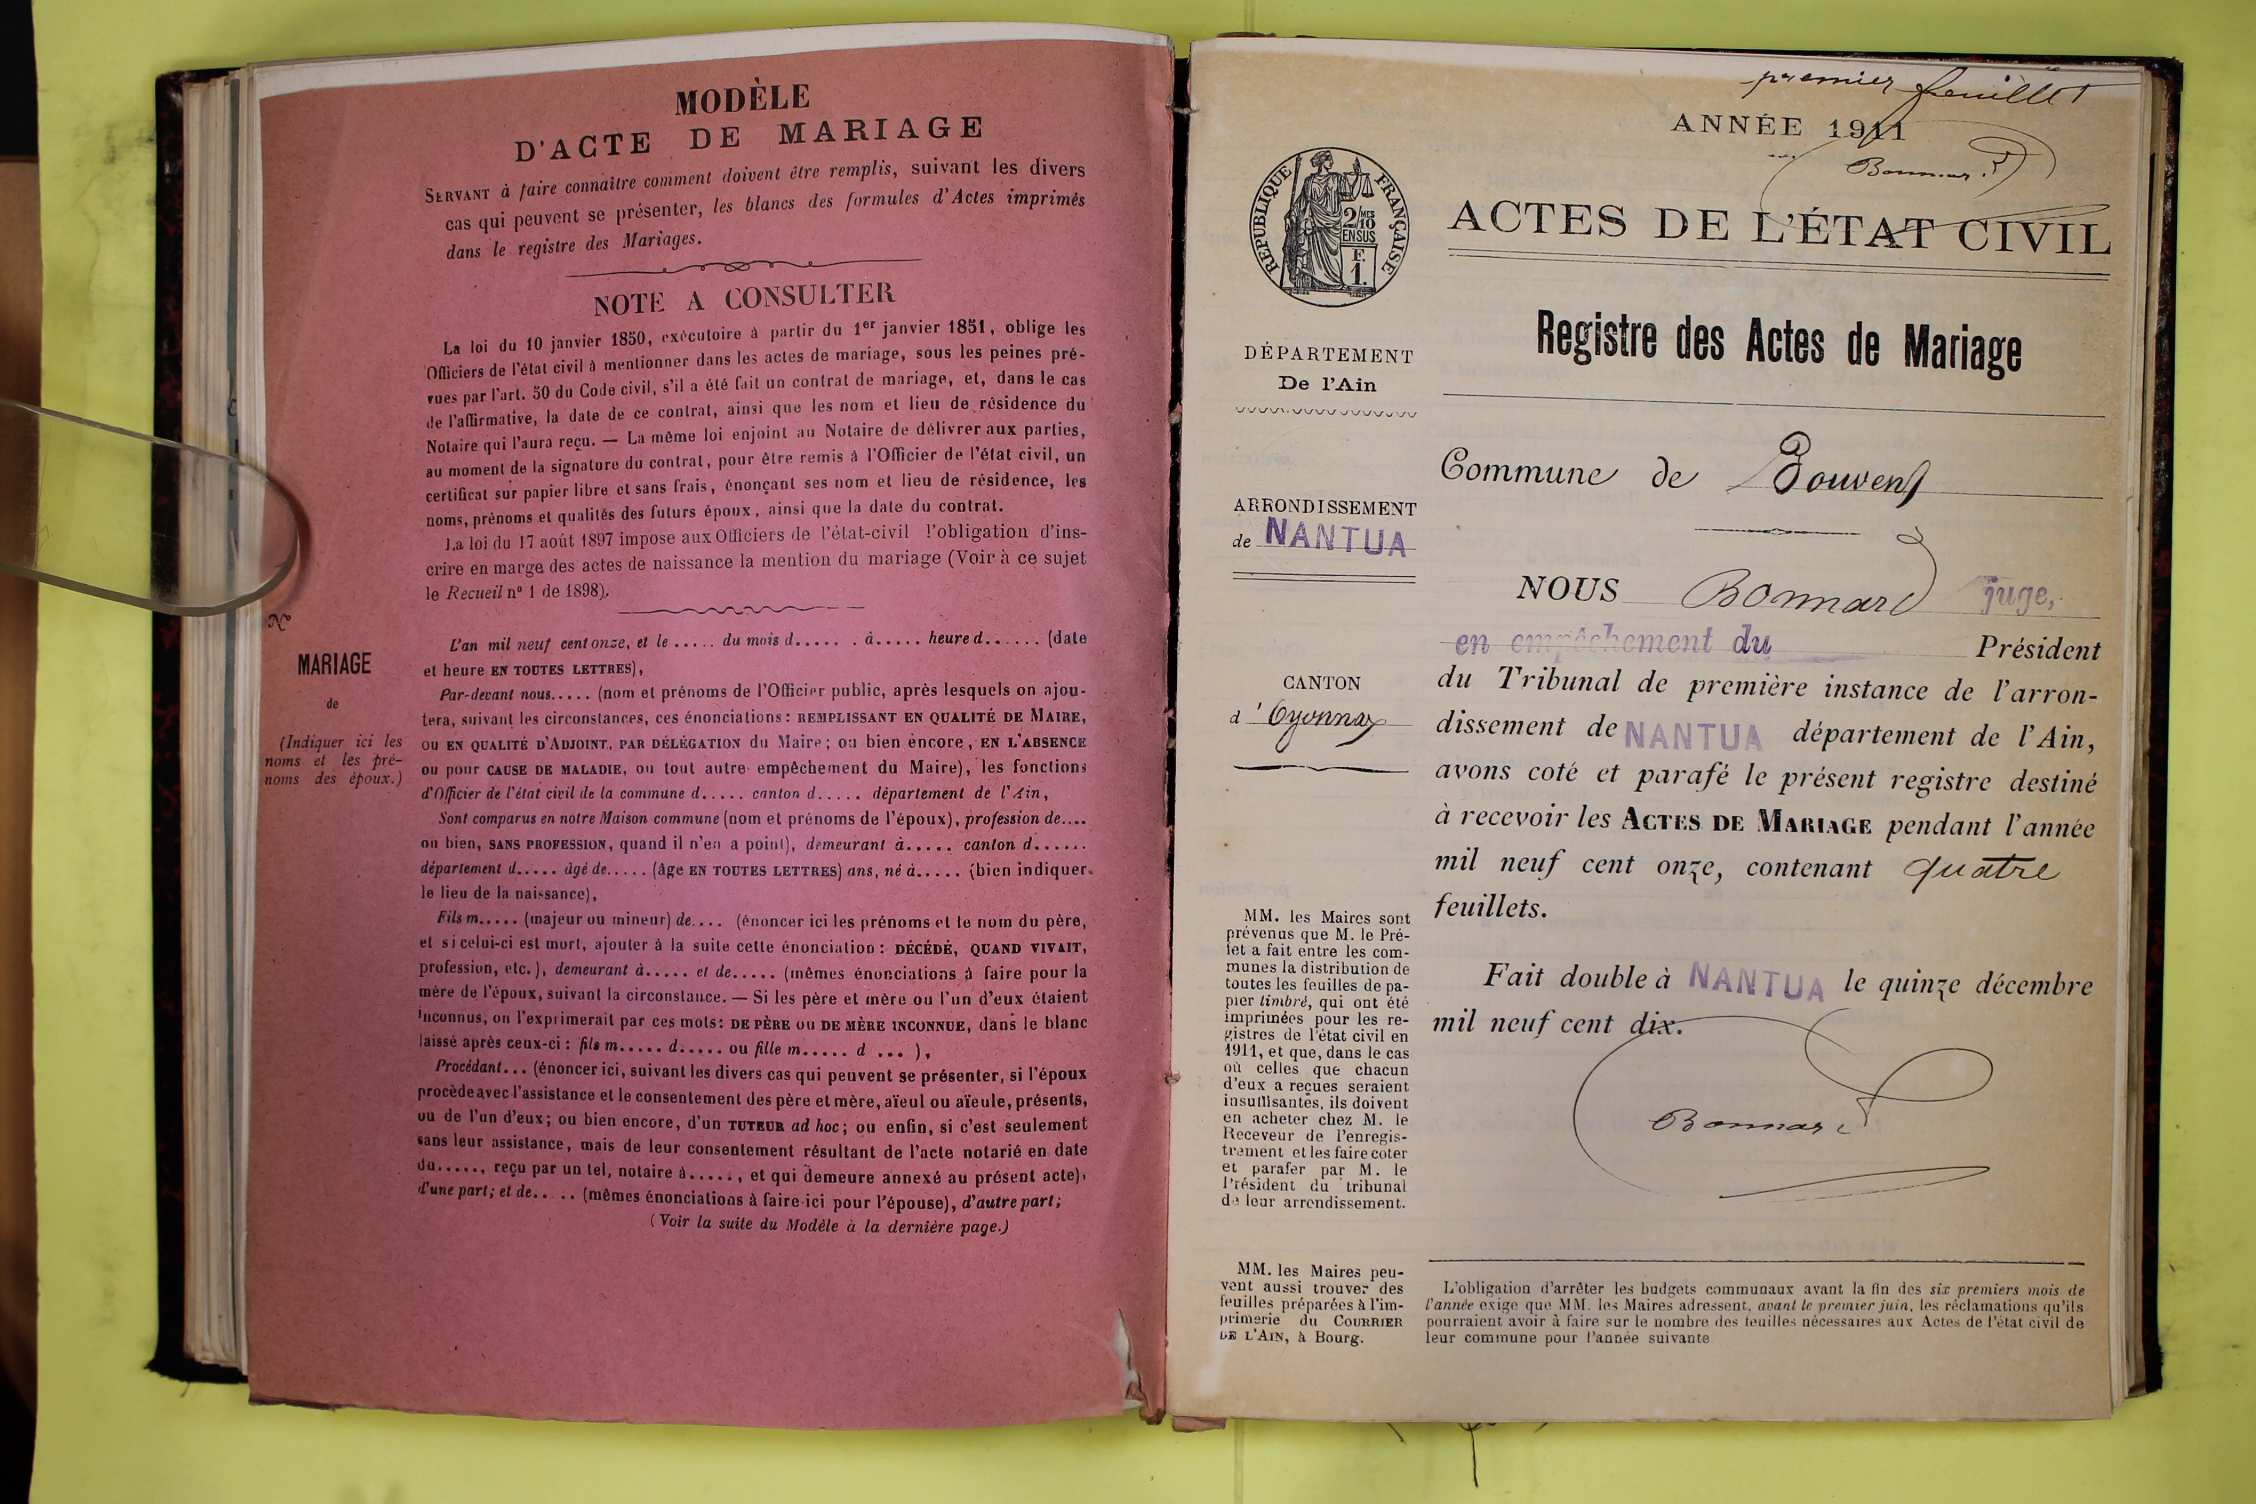 MODÈLE
D'ACTE DE MARIAGE
SERVANT à faire connaître comment doivent être remplis, suivant les divers
cas qui peuvent se présenter, les blancs des formules d'Actes imprimés
dans le registre des Mariages.
NOTE A CONSULTER
La loi du 10 janvier 1850, exécutoire à partir du 1er janvier 1851, oblige les
Officiers de l'état civil à mentionner dans les actes de mariage, sous les peines pré-
vues par l'art. 50 du Code civil, s'il a été fait un contrat de mariage, et, dans le cas
de l'affirmative, la date de ce contrat, ainsi que les nom et lieu de résidence du
Notaire qui l'aura reçu. — La même loi enjoint au Notaire de délivrer aux parties,
au moment de la signature du contrat, pour être remis à l'Officier de l'état civil, un
certificat sur papier libre et sans frais, énonçant ses nom et lieu de résidence, les
noms, prénoms et qualités des futurs époux, ainsi que la date du contrat.
La loi du 17 août 1897 impose aux Officiers de l'état-civil l'obligation d'ins-
crire en marge des actes de naissance la mention du mariage (Voir à ce sujet
le Recueil n° 1 de 1898).
N°
MARIAGE
de
(Indiquer ici les
noms et les pré-
noms des époux.)
L'an mil neuf cent onze, et le ..... du mois d..... . à..... heure d...... (date
et heure EN TOUTES LETTRES),
Par-devant nous..... (nom et prénoms de l'Officier public, après lesquels on ajou-
tera, suivant les circonstances, ces énonciations : REMPLISSANT EN QUALITÉ DE MAIRE,
OU EN QUALITÉ D'ADJOINT, PAR DÉLÉGATION du Maire ; ou bien encore, EN L'ABSENCE
ou pour CAUSE DE MALADIE, ou tout autre empêchement du Maire), les fonctions
d'Officier de l'état civil de la commune d..... canton d..... département de l'Ain,
Sont comparus en notre Maison commune (nom et prénoms de l'époux), profession de....
ou bien, SANS PROFESSION, quand il n'en a point), demeurant à..... canton d......
département d..... âgé de..... (âge EN TOUTES LETTRES) ans, né à..... (bien indiquer
le lieu de la naissance),
Fils m..... (majeur ou mineur) de.... (énoncer ici les prénoms et le nom du père,
et si celui-ci est mort, ajouter à la suite cette énonciation : DÉCÉDÉ, QUAND VIVAIT,
profession, etc.), demeurant à..... et de..... (mêmes énonciations à faire pour la
mère de l'époux, suivant la circonstance. — Si les père et mère ou l'un d'eux étaient
inconnus, on l'exprimerait par ces mots : DE PÈRE ou DE MÈRE INCONNUE, dans le blanc
laissé après ceux-ci : fils m..... d..... ou fille m..... d ... ),
Procédant... (énoncer ici, suivant les divers cas qui peuvent se présenter, si l'époux
procède avec l'assistance et le consentement des père et mère, aïeul ou aïeule, présents,
ou de l'un d'eux ; ou bien encore, d'un TUTEUR ad hoc ; ou enfin, si c'est seulement
sans leur assistance, mais de leur consentement résultant de l'acte notarié en date
du....., reçu par un tel, notaire à....., et qui demeure annexé au présent acte),
d'une part ; et de.. .. (mêmes énonciations à faire ici pour l'épouse), d'autre part ;
(Voir la suite du Modèle à la dernière page.)
premier feuillet
ANNÉE 1911
Bonnard
RÉPUBLIQUE FRANÇAISE
2/MES
10
EN SUS
F.
1.
ACTES DE L'ÉTAT CIVIL
Registre des Actes de Mariage
DÉPARTEMENT
De l'Ain
ARRONDISSEMENT
de NANTUA
CANTON
d'Oyonnax
MM. les Maires sont
prévenus que M. le Pré-
fet a fait entre les com-
munes la distribution de
toutes les feuilles de pa-
pier timbré, qui ont été
imprimées pour les re-
gistres de l'état civil en
1911, et que, dans le cas
où celles que chacun
d'eux a reçues seraient
insuffisantes, ils doivent
en acheter chez M. le
Receveur de l'enregis-
trement et les faire coter
et parafer par M. le
Président du tribunal
de leur arrondissement.
MM. les Maires peu-
vent aussi trouver des
feuilles préparées à l'im-
primerie du COURRIER
DE L'AIN, à Bourg.
Commune de Bouvent
NOUS Bonnard juge,
en empêchement du Président
du Tribunal de première instance de l'arron-
dissement de NANTUA département de l'Ain,
avons coté et parafé le présent registre destiné
à recevoir les ACTES DE MARIAGE pendant l'année
mil neuf cent onze, contenant quatre
feuillets.
Fait double à NANTUA le quinze décembre
mil neuf cent dix.
Bonnard
L'obligation d'arrêter les budgets communaux avant la fin des six premiers mois de
l'année exige que MM. les Maires adressent, avant le premier juin, les réclamations qu'ils
pourraient avoir à faire sur le nombre des feuilles nécessaires aux Actes de l'état civil de
leur commune pour l'année suivante